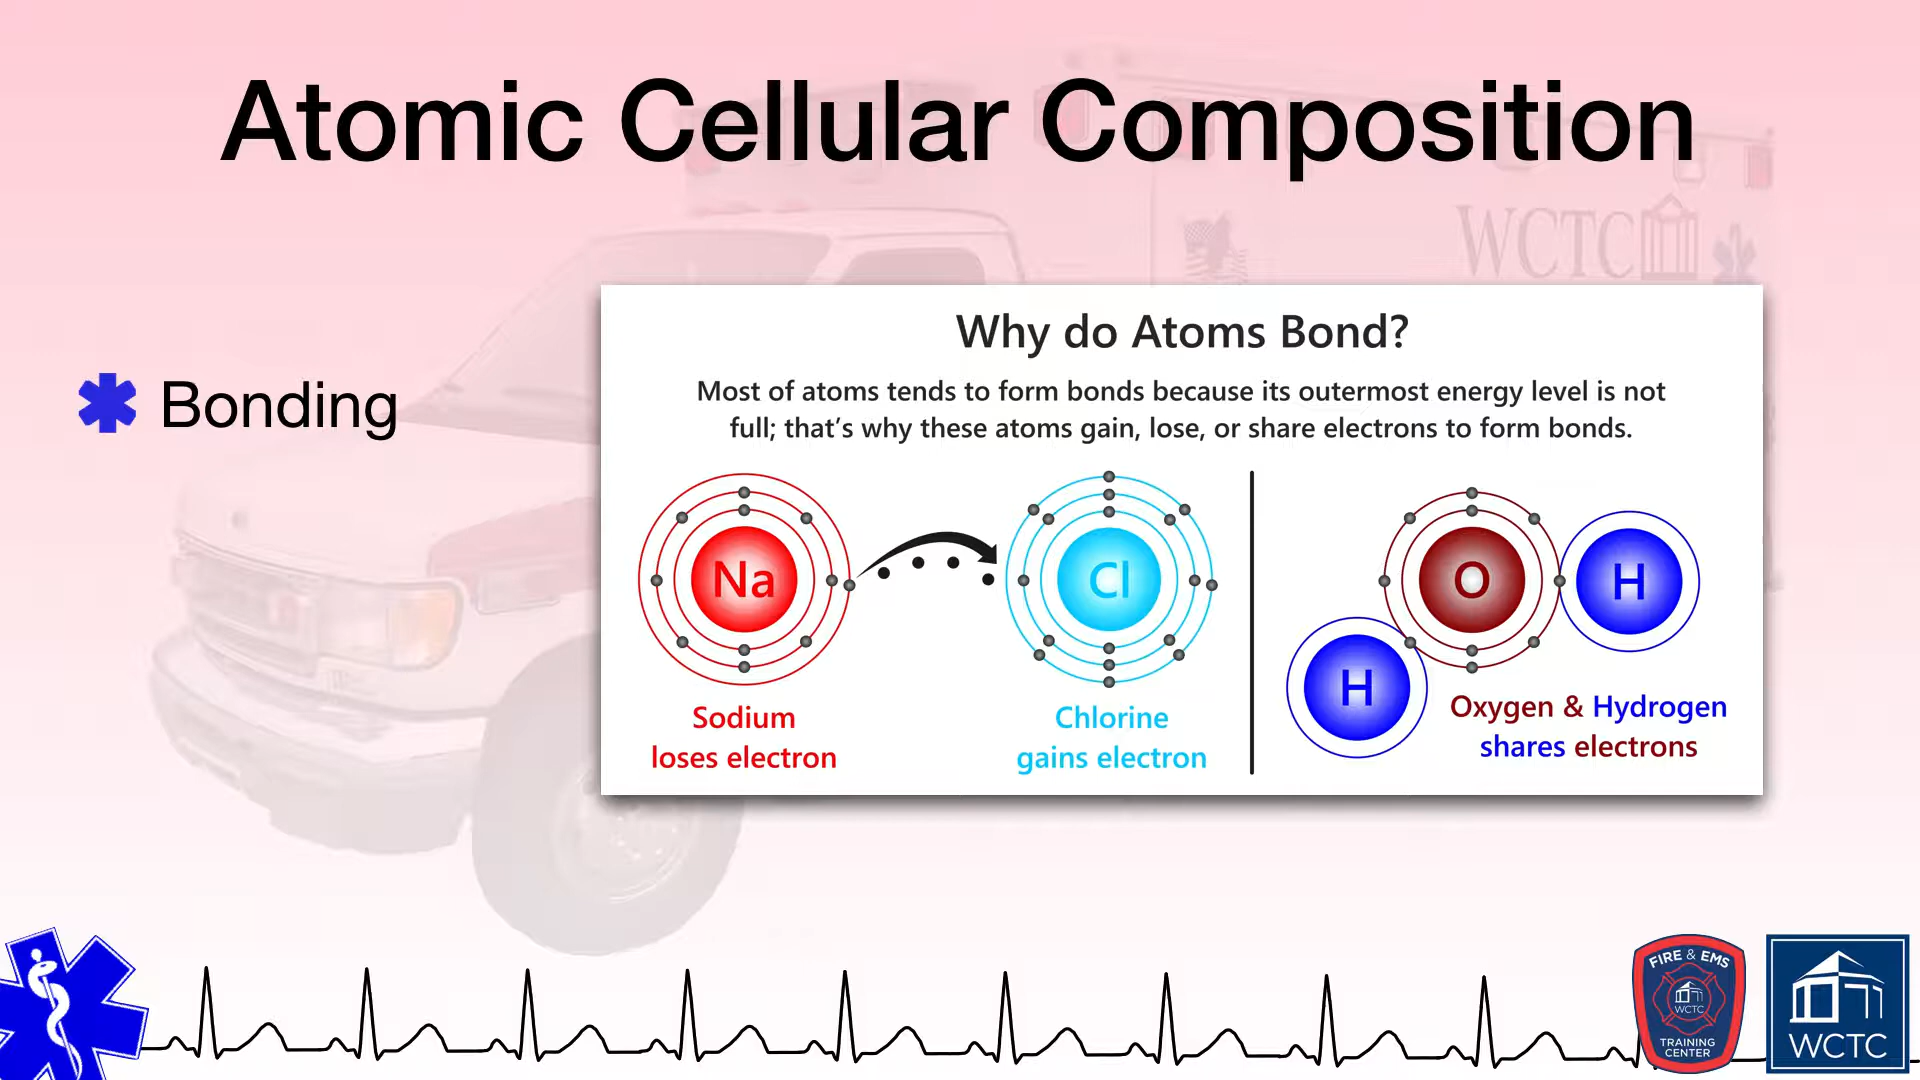 Atomic Cellular Composition
WCTC
Bonding
Why do Atoms Bond?
Most of atoms tends to form bonds because its outermost energy level is not
full; that's why these atoms gain, lose, or share electrons to form bonds.
Na
Cl
O
H
H
Sodium
loses electron
Chlorine
gains electron
Oxygen & Hydrogen
shares electrons
FIRE & EMS
WCTC
TRAINING
CENTER
WCTC